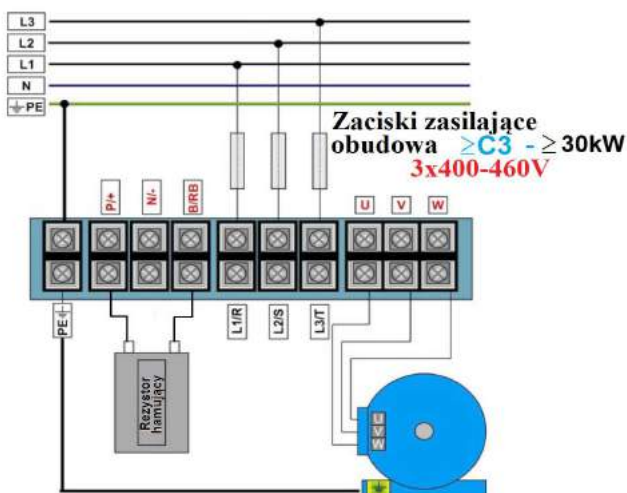 L3
L2
L1
N
PE
Zaciski zasilające
obudowa ≥C3 - ≥30kW
3x400-460V
P/+
N/-
B/RB
U
V
W
PE
L1/R
L2/S
L3/T
Rezystor
hamujący
U
V
W